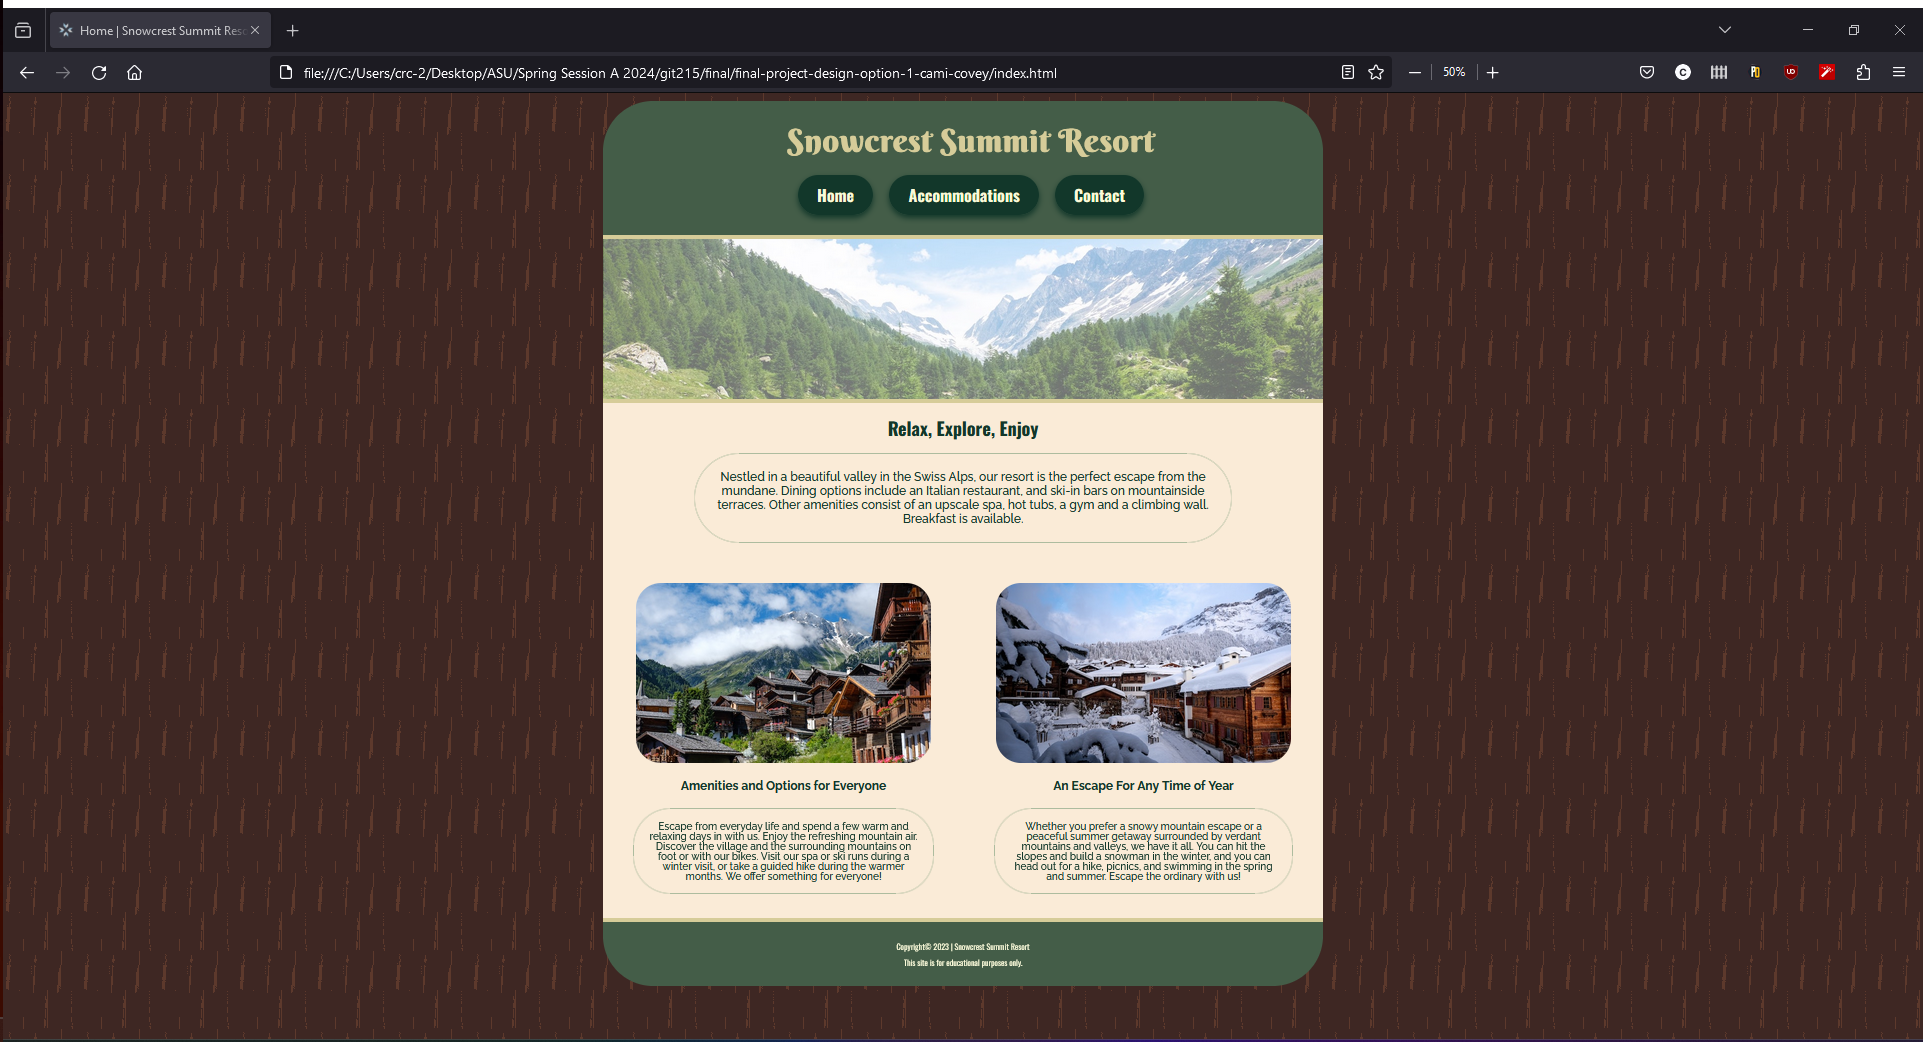 Home | Snowcrest Summit Reso
file:///C:/Users/crc-2/Desktop/ASU/Spring Session A 2024/git215/final/final-project-design-option-1-cami-covey/index.html
50%
Snowcrest Summit Resort
Home
Accommodations
Contact
Relax, Explore, Enjoy
Nestled in a beautiful valley in the Swiss Alps, our resort is the perfect escape from the
mundane. Dining options include an Italian restaurant, and ski-in bars on mountainside
terraces. Other amenities consist of an upscale spa, hot tubs, a gym and a climbing wall.
Breakfast is available.
Amenities and Options for Everyone
Escape from everyday life and spend a few warm and
relaxing days in with us. Enjoy the refreshing mountain air.
Discover the village and the surrounding mountains on
foot or with our bikes. Visit our spa or ski runs during a
winter visit, or take a guided hike during the warmer
months. We offer something for everyone!
An Escape For Any Time of Year
Whether you prefer a snowy mountain escape or a
peaceful summer getaway surrounded by verdant
mountains and valleys, we have it all. You can hit the
slopes and build a snowman in the winter, and you can
head out for a hike, picnics, and swimming in the spring
and summer. Escape the ordinary with us!
Copyright© 2023 | Snowcrest Summit Resort
This site is for educational purposes only.